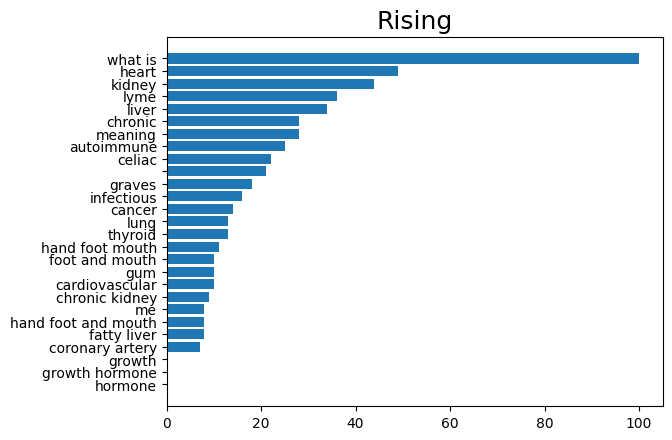 Rising
what is
heart
kidney
lyme
liver
chronic
meaning
autoimmune
celiac
graves
infectious
cancer
lung
thyroid
hand foot mouth
foot and mouth
gum
cardiovascular
chronic kidney
me
hand foot and mouth
fatty liver
coronary artery
growth
growth hormone
hormone
0 20 40 60 80 100